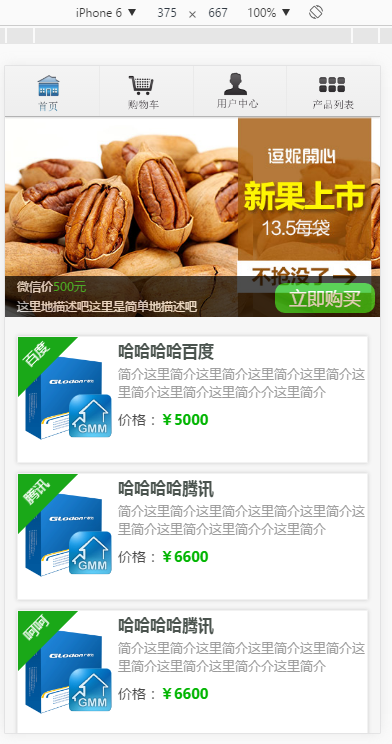 iPhone 6 ▼ 375 × 667 100% ▼
首页 购物车 用户中心 产品列表
逗妮開心
新果上市
13.5每袋
不抢没了
微信价500元
立即购买
这里地描述吧这里是简单地描述吧
百度
哈哈哈哈百度
简介这里简介这里简介这里简介这里简介这
里简介这里简介这里简介介这里简介
价格：￥5000
GLodon
GMM
腾讯
哈哈哈哈腾讯
简介这里简介这里简介这里简介这里简介这
里简介这里简介这里简介介这里简介
价格：￥6600
GLodon
GMM
呵呵
哈哈哈哈腾讯
简介这里简介这里简介这里简介这里简介这
里简介这里简介这里简介介这里简介
价格：￥6600
GLodon
GMM